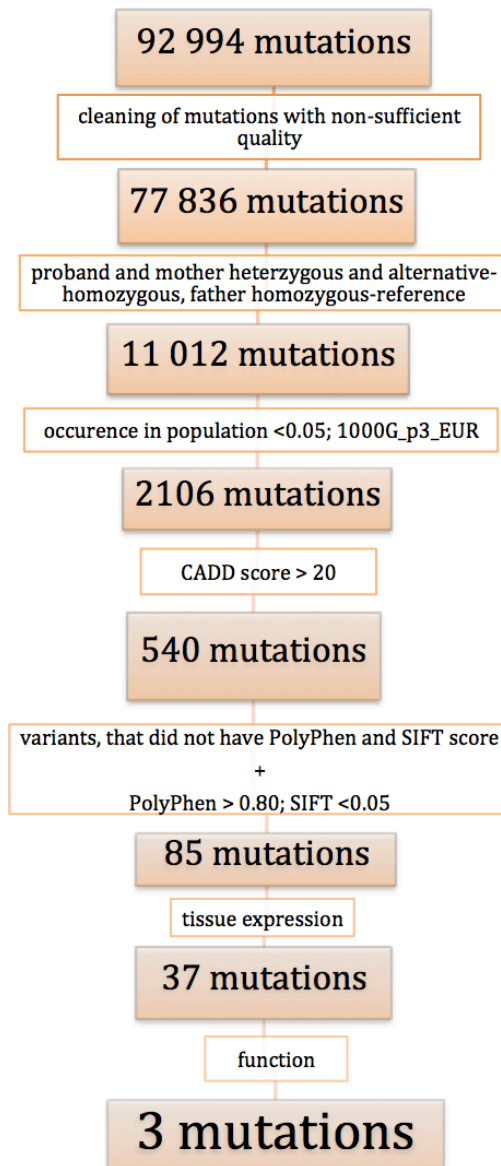 92 994 mutations
cleaning of mutations with non-sufficient
quality
77 836 mutations
proband and mother heterzygous and alternative-
homozygous, father homozygous-reference
11 012 mutations
occurence in population <0.05; 1000G_p3_EUR
2106 mutations
CADD score > 20
540 mutations
variants, that did not have PolyPhen and SIFT score
+
PolyPhen > 0.80; SIFT <0.05
85 mutations
tissue expression
37 mutations
function
3 mutations